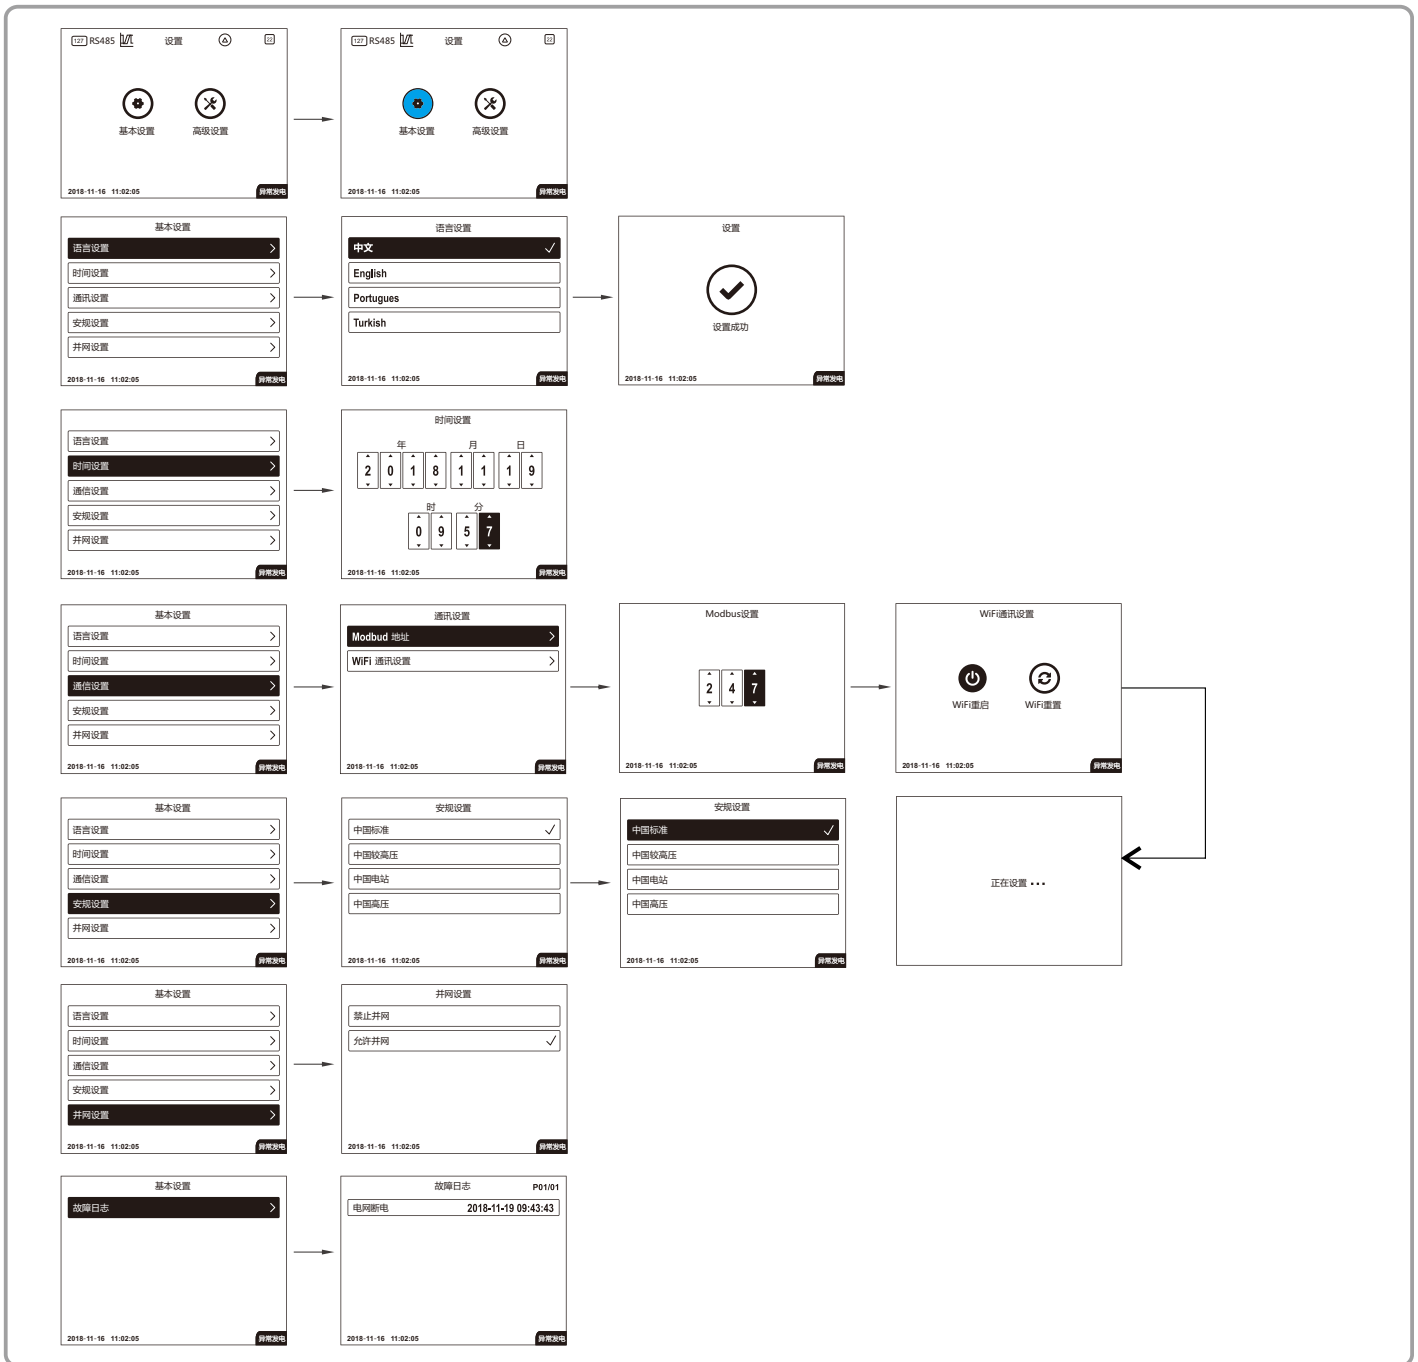 127 RS485 设置 22
基本设置 高级设置
2018-11-16 11:02:05 异常发电
127 RS485 设置 22
基本设置 高级设置
2018-11-16 11:02:05 异常发电
基本设置
语言设置
时间设置
通讯设置
安规设置
并网设置
2018-11-16 11:02:05 异常发电
语言设置
中文
English
Portugues
Turkish
2018-11-16 11:02:05 异常发电
设置
设置成功
2018-11-16 11:02:05 异常发电
语言设置
时间设置
通信设置
安规设置
并网设置
2018-11-16 11:02:05 异常发电
时间设置
年 月 日
2 0 1 8 1 1 1 9
时 分
0 9 5 7
2018-11-16 11:02:05 异常发电
基本设置
语言设置
时间设置
通信设置
安规设置
并网设置
2018-11-16 11:02:05 异常发电
通讯设置
Modbud 地址
WiFi 通讯设置
2018-11-16 11:02:05 异常发电
Modbus设置
2 4 7
2018-11-16 11:02:05 异常发电
WiFi通讯设置
WiFi重启 WiFi重置
2018-11-16 11:02:05 异常发电
基本设置
语言设置
时间设置
通信设置
安规设置
并网设置
2018-11-16 11:02:05 异常发电
安规设置
中国标准
中国较高压
中国电站
中国高压
2018-11-16 11:02:05 异常发电
安规设置
中国标准
中国较高压
中国电站
中国高压
2018-11-16 11:02:05 异常发电
正在设置 ...
基本设置
语言设置
时间设置
通信设置
安规设置
并网设置
2018-11-16 11:02:05 异常发电
并网设置
禁止并网
允许并网
2018-11-16 11:02:05 异常发电
基本设置
故障日志
2018-11-16 11:02:05 异常发电
故障日志 P01/01
电网断电 2018-11-19 09:43:43
2018-11-16 11:02:05 异常发电